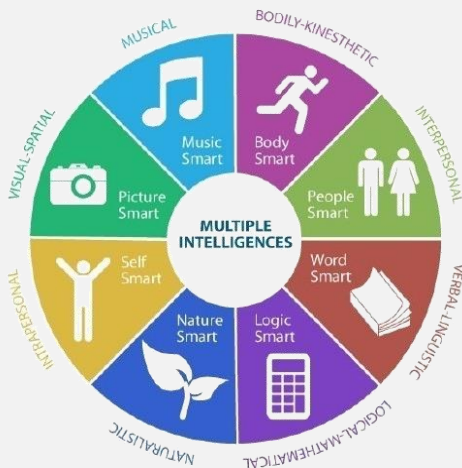 MUSICAL
BODILY-KINESTHETIC
VISUAL-SPATIAL
INTERPERSONAL
Music
Smart
Body
Smart
Picture
Smart
People
Smart
MULTIPLE
INTELLIGENCES
Self
Smart
Word
Smart
Nature
Smart
Logic
Smart
INTRAPERSONAL
VERBAL-LINGUISTIC
NATURALISTIC
LOGICAL-MATHEMATICAL